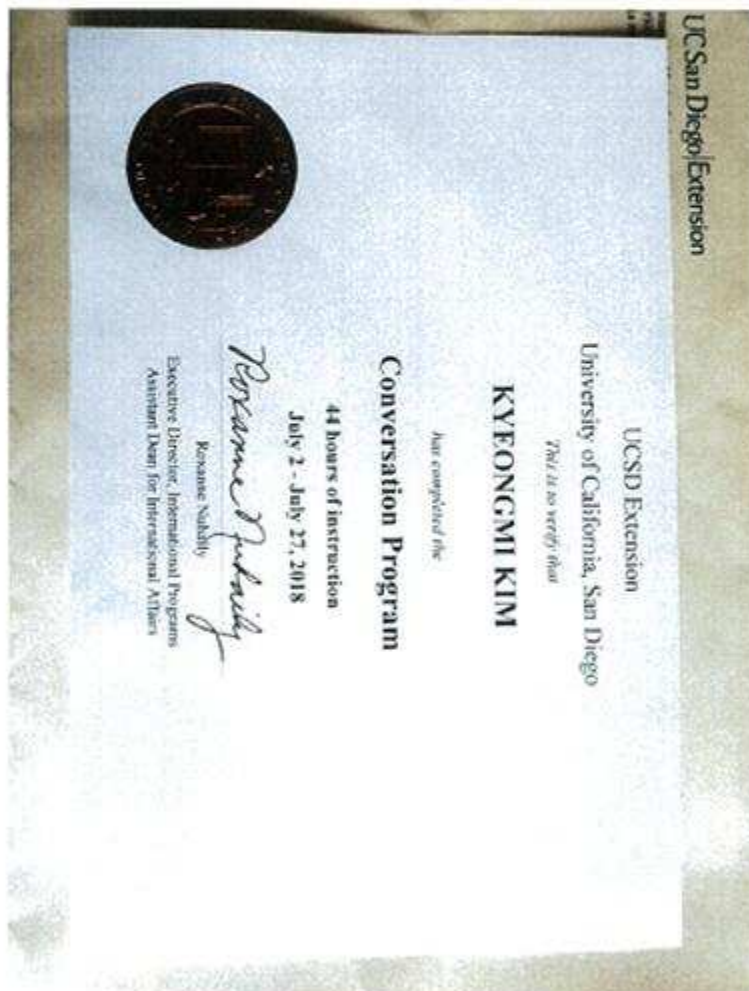 UC San Diego|Extension
UCSD Extension
University of California, San Diego
This is to verify that
KYEONGMI KIM
has completed the
Conversation Program
44 hours of instruction
July 2 - July 27, 2018
Roxanne Nuhaily
Roxanne Nuhaily
Executive Director, International Programs
Assistant Dean for International Affairs